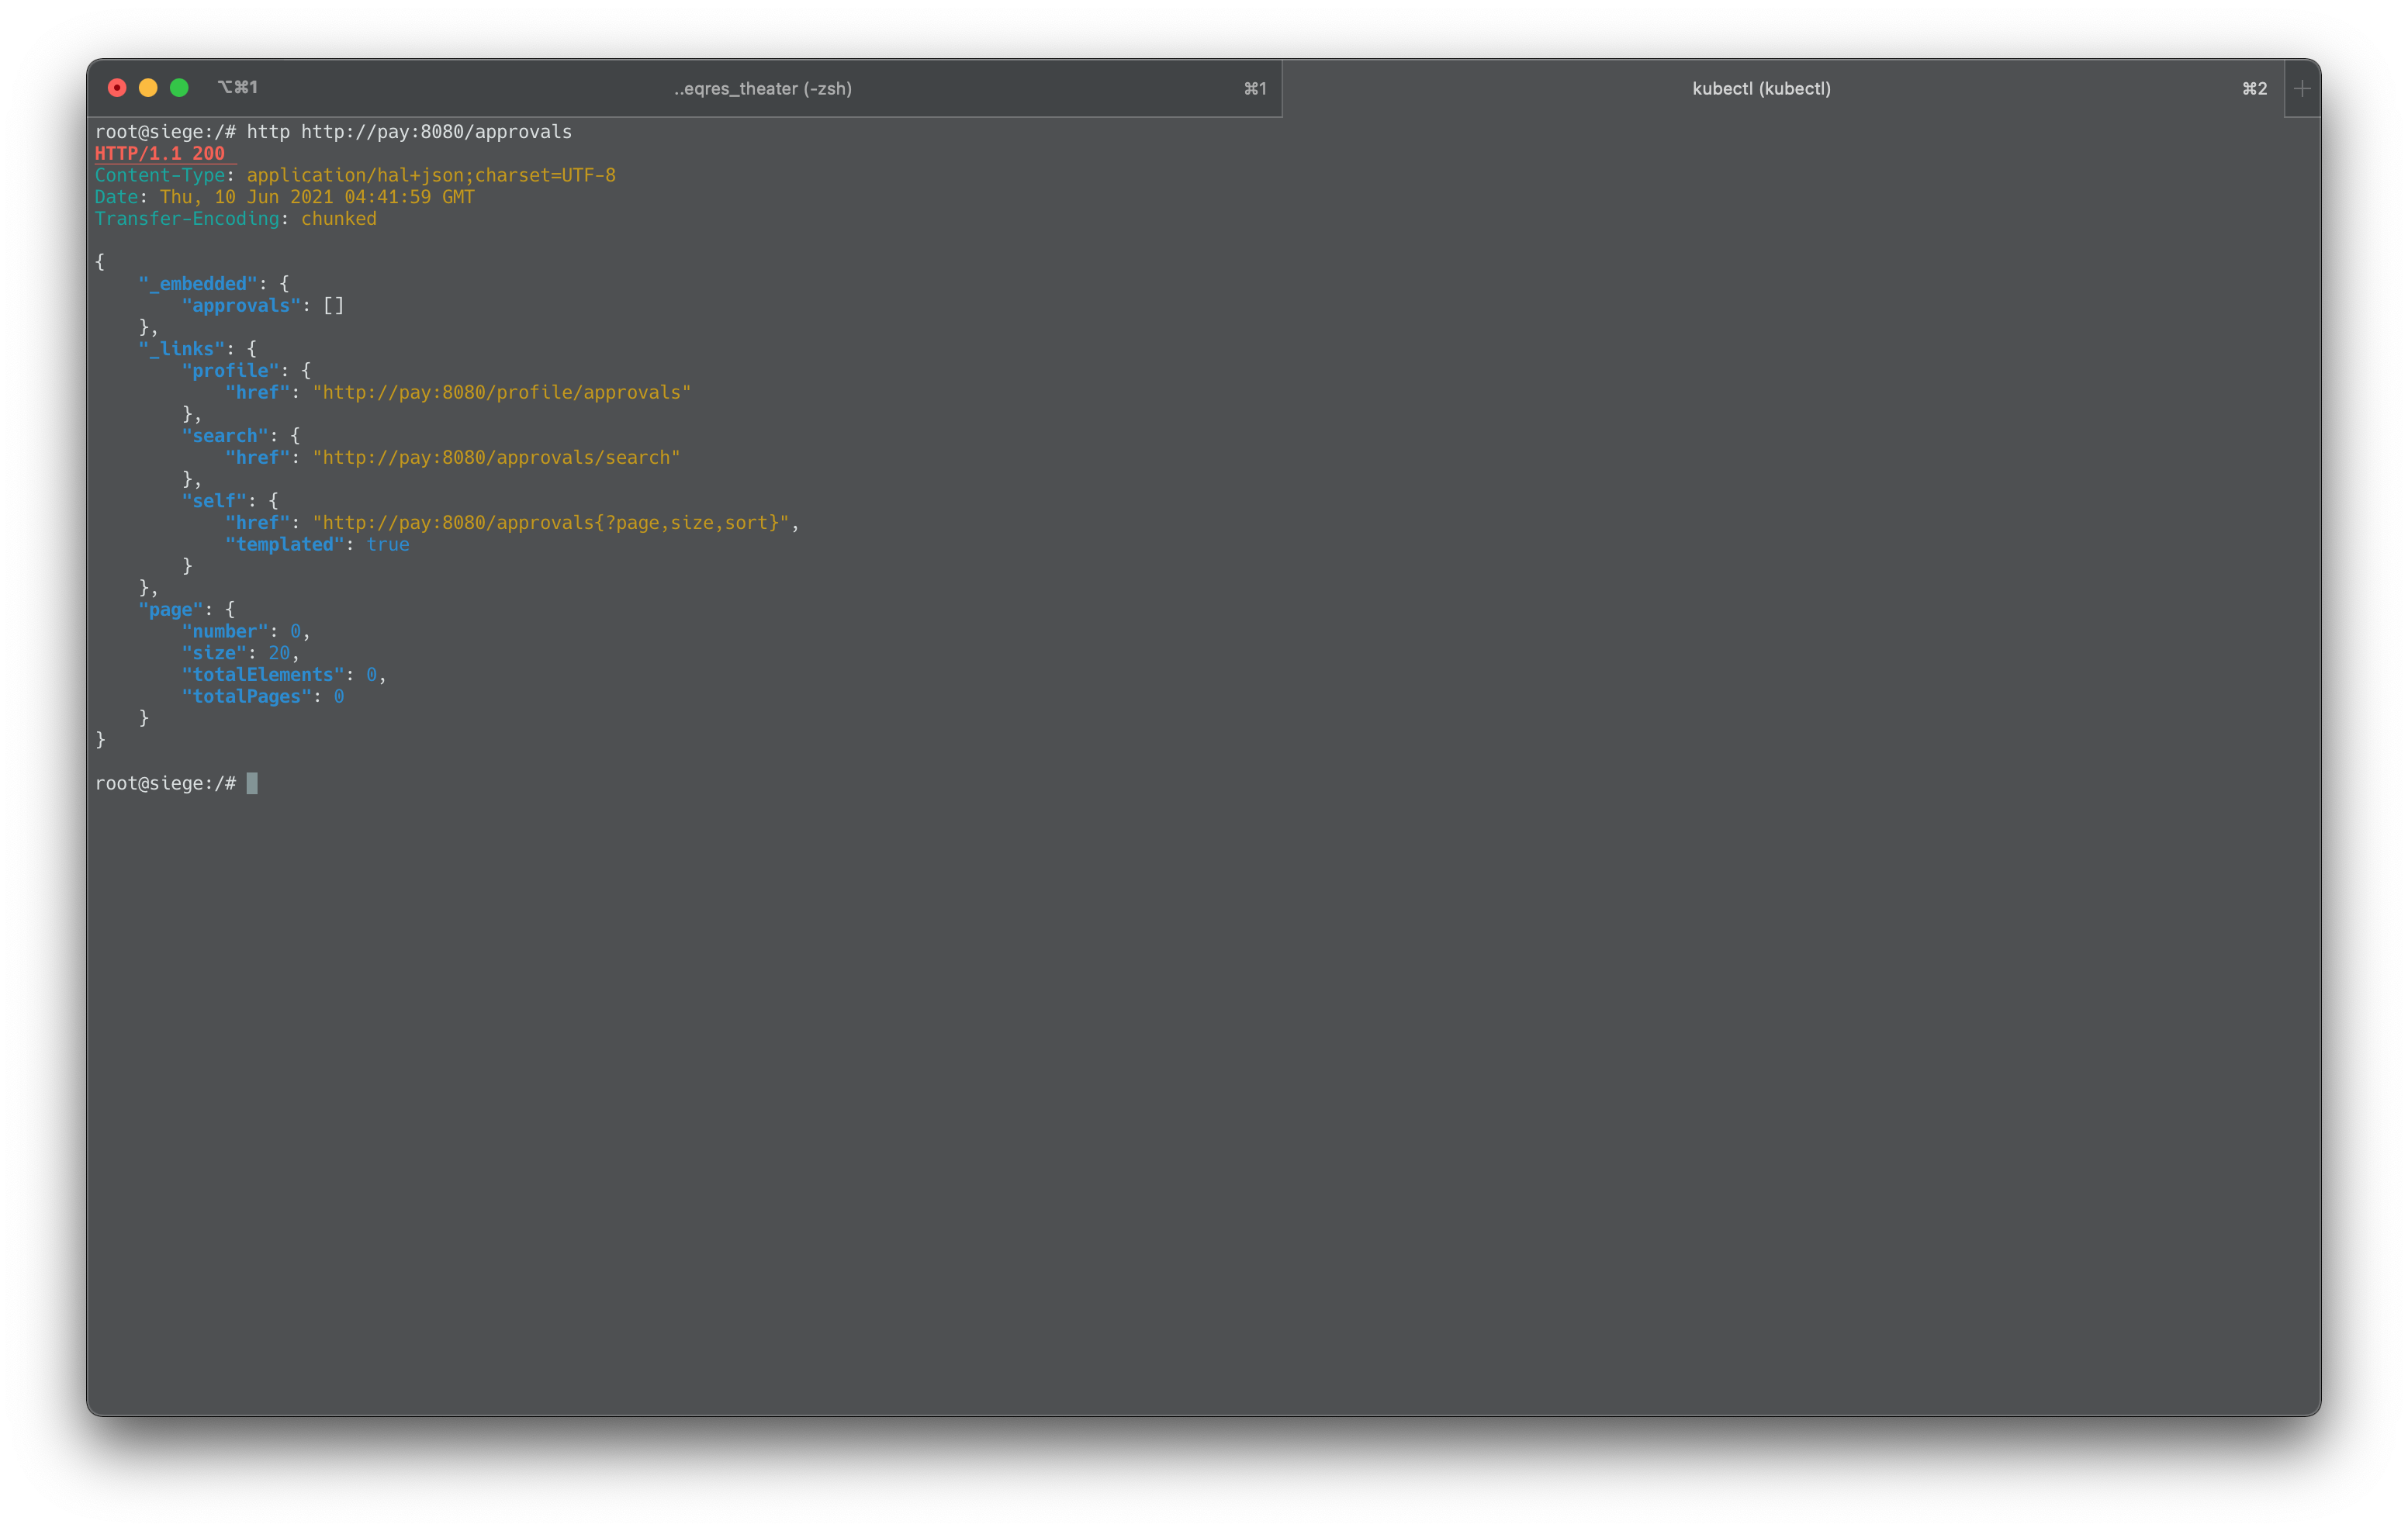 ⌥⌘1 ..eqres_theater (-zsh) ⌘1 kubectl (kubectl) ⌘2 +
root@siege:/# http http://pay:8080/approvals
HTTP/1.1 200
Content-Type: application/hal+json;charset=UTF-8
Date: Thu, 10 Jun 2021 04:41:59 GMT
Transfer-Encoding: chunked

{
    "_embedded": {
        "approvals": []
    },
    "_links": {
        "profile": {
            "href": "http://pay:8080/profile/approvals"
        },
        "search": {
            "href": "http://pay:8080/approvals/search"
        },
        "self": {
            "href": "http://pay:8080/approvals{?page,size,sort}",
            "templated": true
        }
    },
    "page": {
        "number": 0,
        "size": 20,
        "totalElements": 0,
        "totalPages": 0
    }
}

root@siege:/#